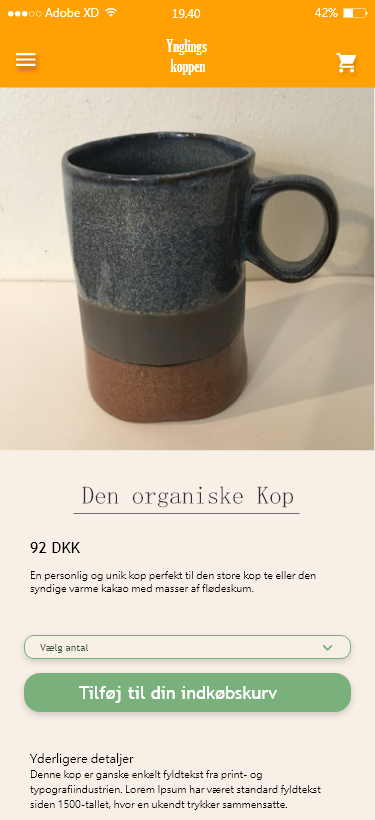 Adobe XD 19.40 42%
Ynglings
koppen
Den organiske Kop
92 DKK
En personlig og unik kop perfekt til den store kop te eller den
syndige varme kakao med masser af flødeskum.
Vælg antal
Tilføj til din indkøbskurv
Yderligere detaljer
Denne kop er ganske enkelt fyldtekst fra print- og
typografiindustrien. Lorem Ipsum har været standard fyldtekst
siden 1500-tallet, hvor en ukendt trykker sammensatte.